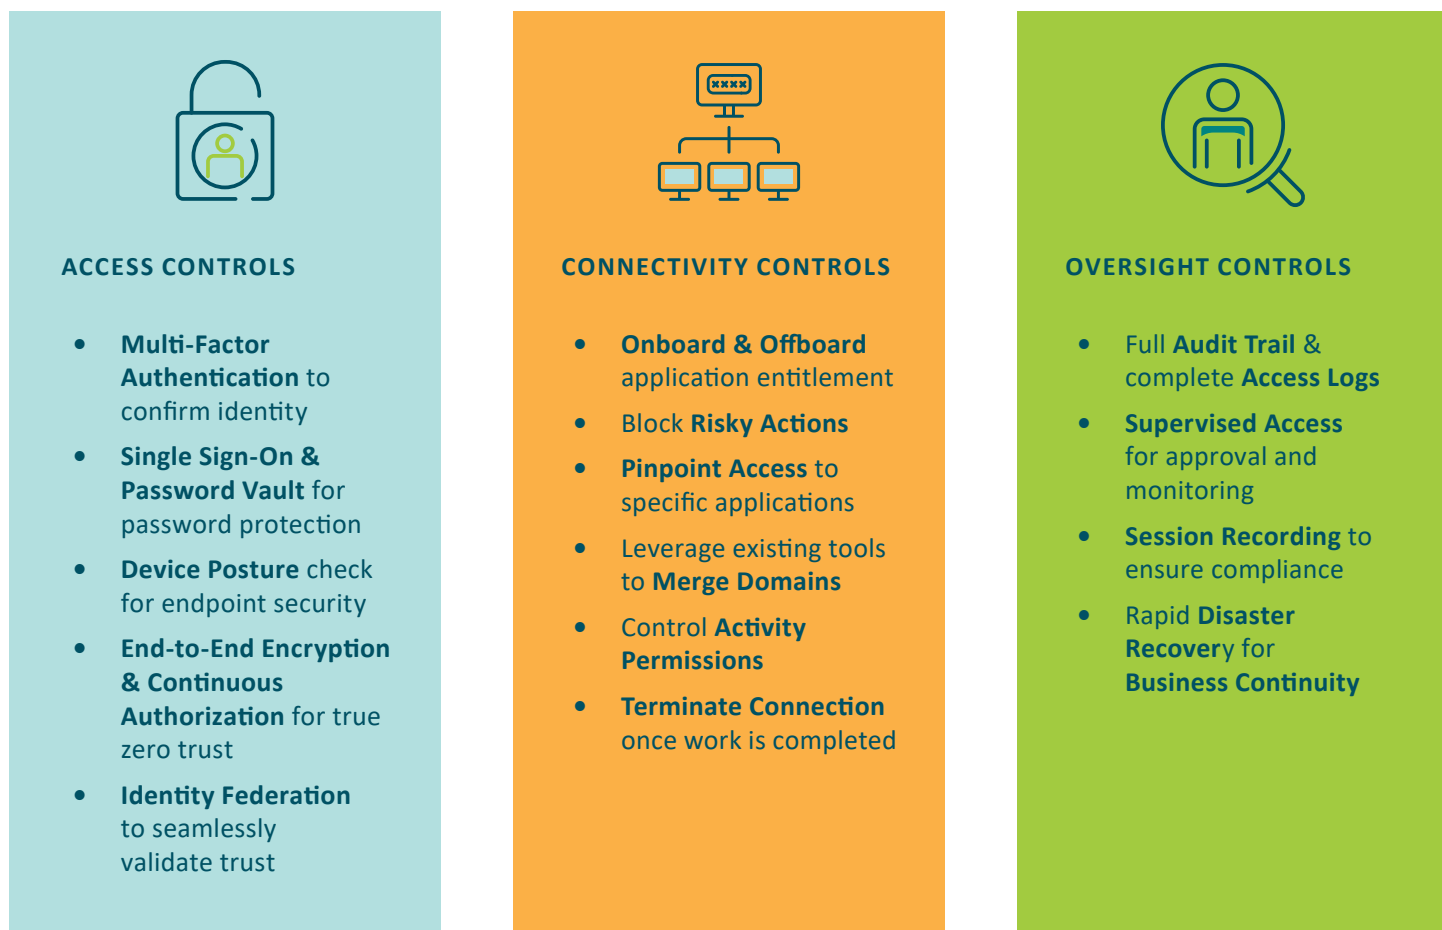 ××××
ACCESS CONTROLS
• Multi-Factor
Authentication to
confirm identity
• Single Sign-On &
Password Vault for
password protection
• Device Posture check
for endpoint security
• End-to-End Encryption
& Continuous
Authorization for true
zero trust
• Identity Federation
to seamlessly
validate trust
CONNECTIVITY CONTROLS
• Onboard & Offboard
application entitlement
• Block Risky Actions
• Pinpoint Access to
specific applications
• Leverage existing tools
to Merge Domains
• Control Activity
Permissions
• Terminate Connection
once work is completed
OVERSIGHT CONTROLS
• Full Audit Trail &
complete Access Logs
• Supervised Access
for approval and
monitoring
• Session Recording to
ensure compliance
• Rapid Disaster
Recovery for
Business Continuity